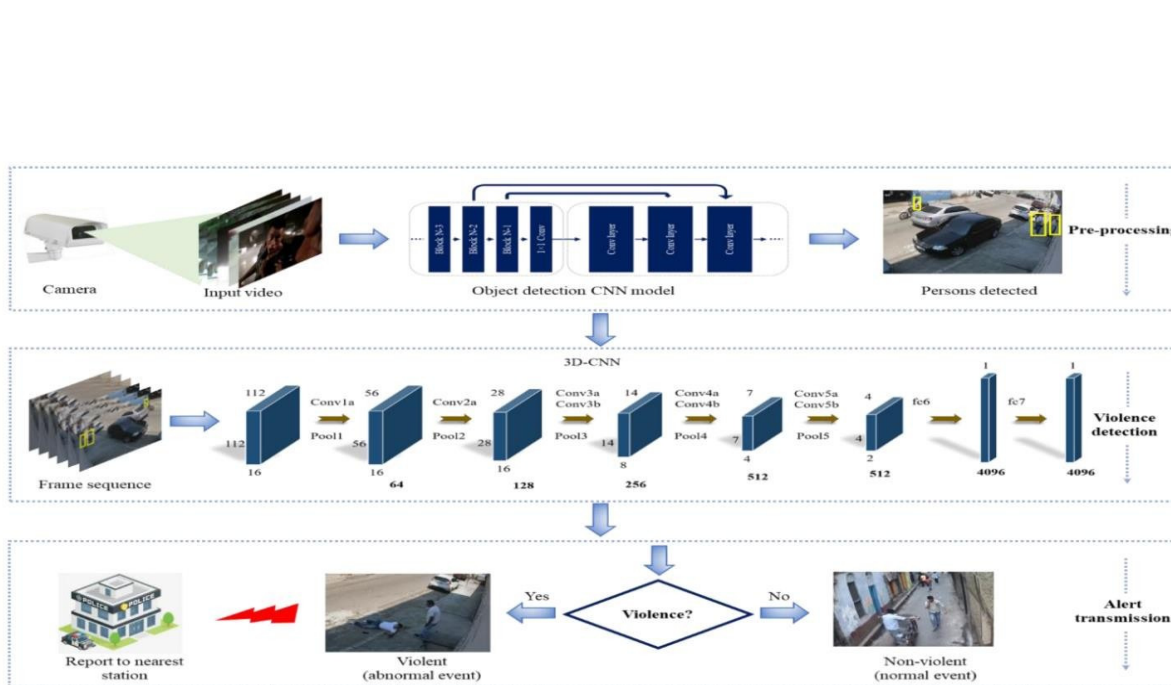 Block N-3
Block N-2
Block N-1
1×1 Conv
Conv layer
Conv layer
Conv layer
Pre-processing
Camera
Input video
Object detection CNN model
Persons detected
3D-CNN
112
56
28
14
7
4
1
1
Conv1a
Conv2a
Conv3a
Conv3b
Conv4a
Conv4b
Conv5a
Conv5b
fc6
fc7
Pool1
Pool2
Pool3
Pool4
Pool5
112
56
28
14
7
4
16
16
16
8
4
2
64
128
256
512
512
4096
4096
Violence
detection
Frame sequence
POLICE
POLICE
Yes
Violence?
No
Alert
transmission
Report to nearest
station
Violent
(abnormal event)
Non-violent
(normal event)